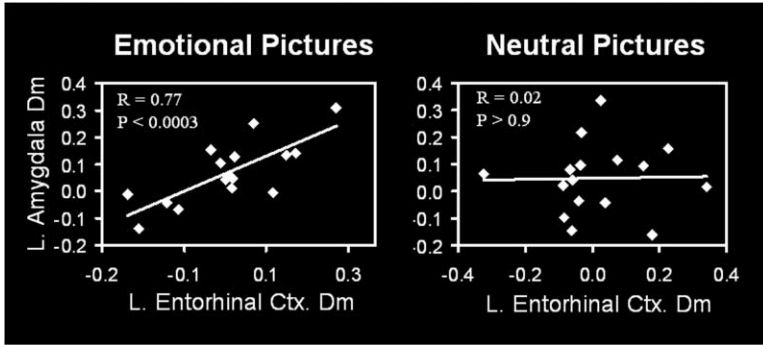 Emotional Pictures
R = 0.77
P < 0.0003
L. Amygdala Dm
0.4
0.3
0.2
0.1
0.0
-0.1
-0.2
-0.2
-0.1
0.1
0.3
L. Entorhinal Ctx. Dm
Neutral Pictures
R = 0.02
P > 0.9
0.4
0.3
0.2
0.1
0.0
-0.1
-0.2
-0.4
-0.2
0.0
0.2
0.4
L. Entorhinal Ctx. Dm